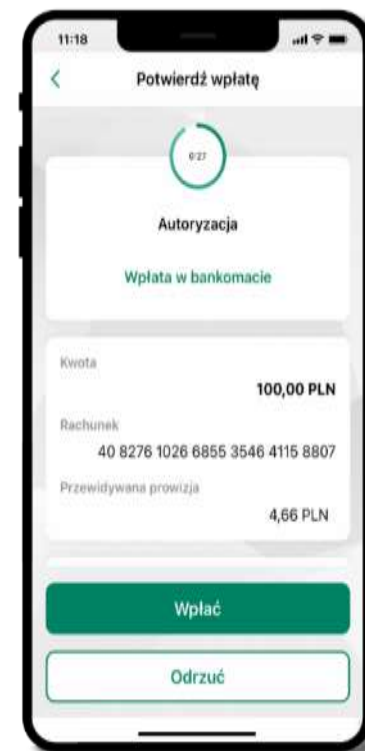 11:18
Potwierdź wpłatę
0:27
Autoryzacja
Wpłata w bankomacie
Kwota
100,00 PLN
Rachunek
40 8276 1026 6855 3546 4115 8807
Przewidywana prowizja
4,66 PLN
Wpłać
Odrzuć